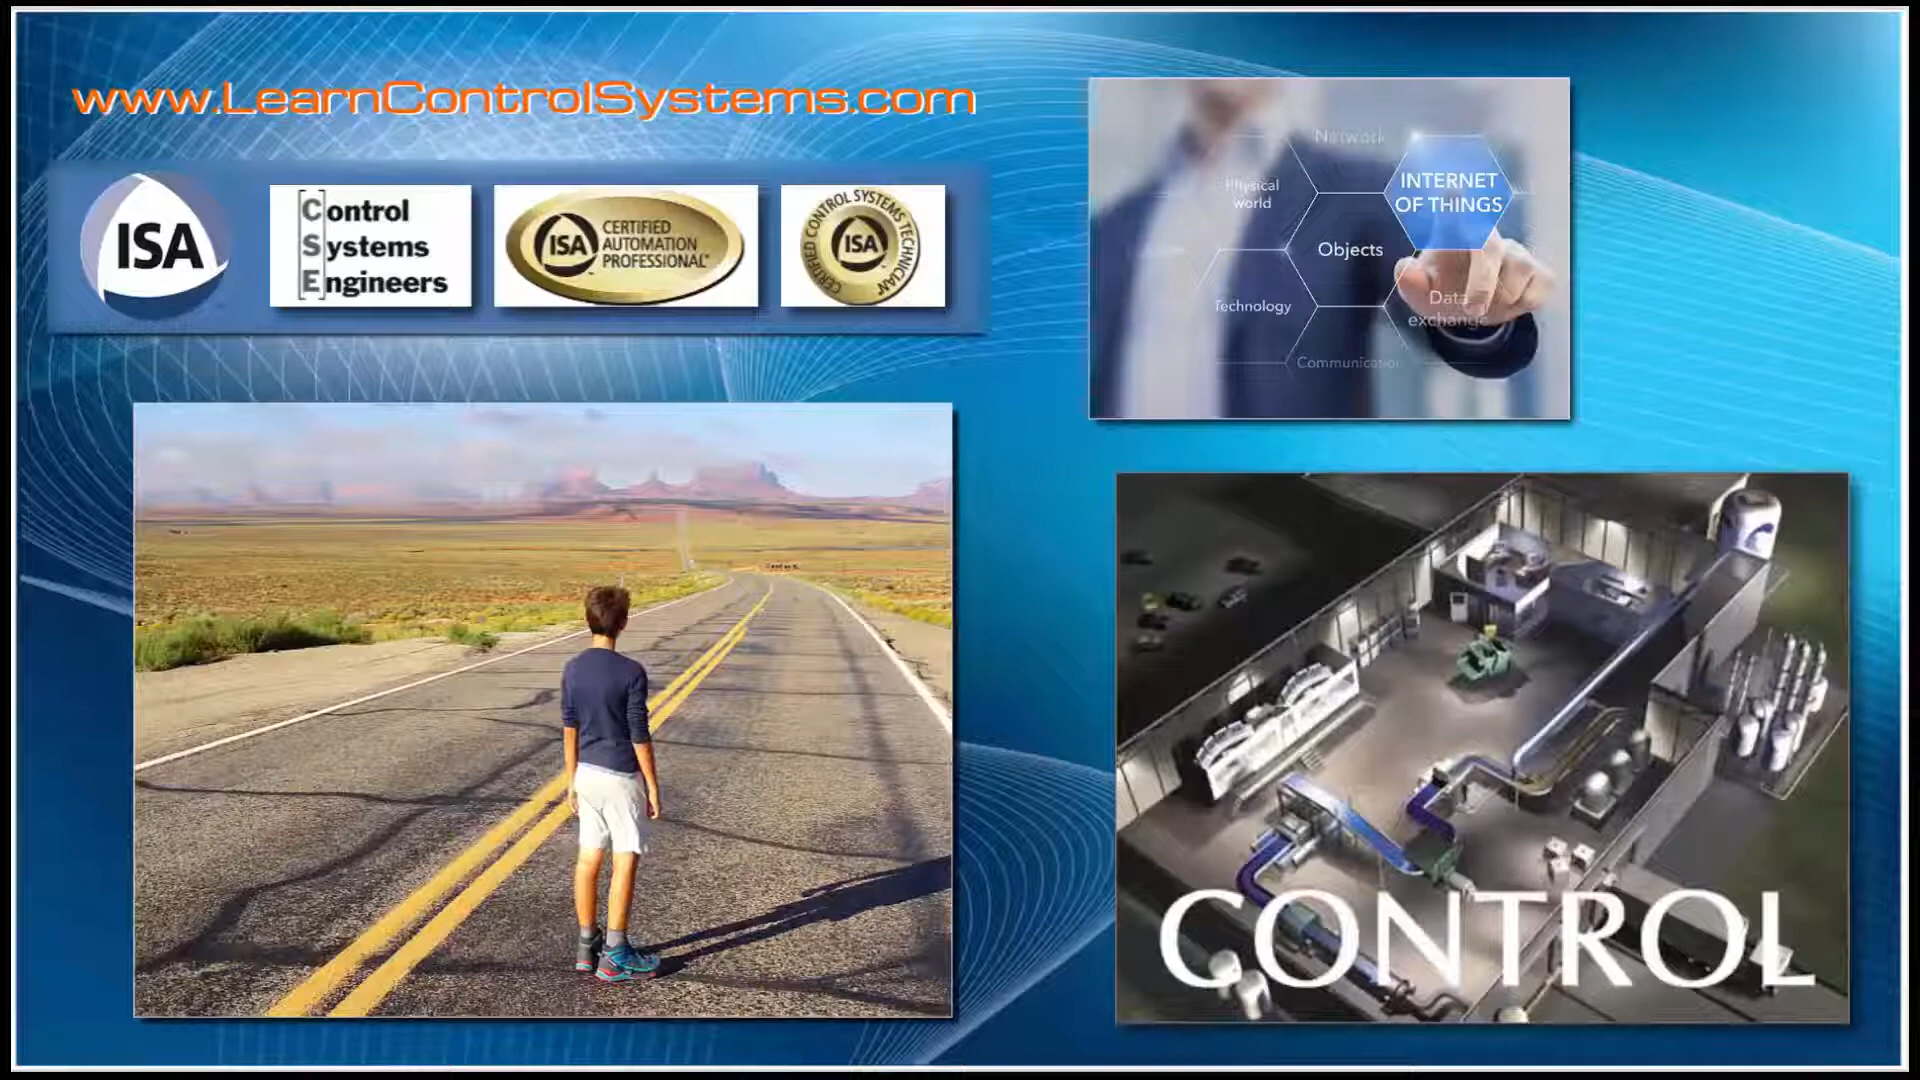 www.LearnControlSystems.com
ISA
Control
Systems
Engineers
ISA
CERTIFIED
AUTOMATION
PROFESSIONAL®
CERTIFIED CONTROL SYSTEMS TECHNICIAN
ISA
Network
Physical
world
INTERNET
OF THINGS
Objects
Technology
Data
exchange
Communication
CONTROL